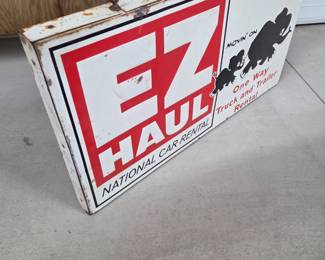 EZ
HAUL
NATIONAL CAR RENTAL
MOVIN' ON
One Way
Truck and Trailer
Rental